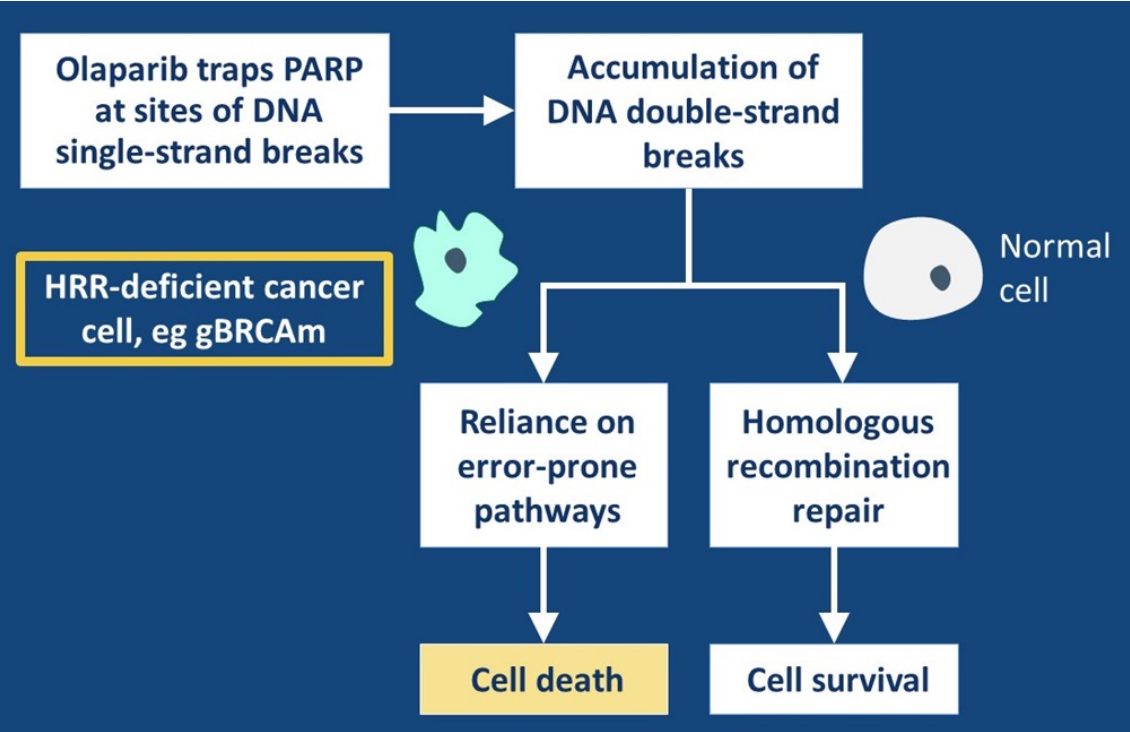 Olaparib traps PARP
at sites of DNA
single-strand breaks
Accumulation of
DNA double-strand
breaks
HRR-deficient cancer
cell, eg gBRCAm
Normal
cell
Reliance on
error-prone
pathways
Homologous
recombination
repair
Cell death
Cell survival